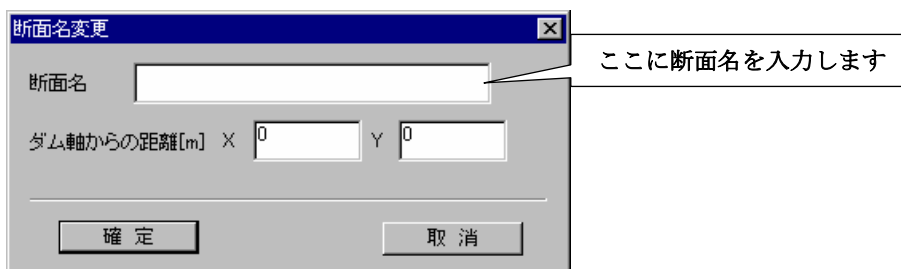 断面名変更
ここに断面名を入力します
断面名
ダム軸からの距離[m] X 0 Y 0
確 定 取 消